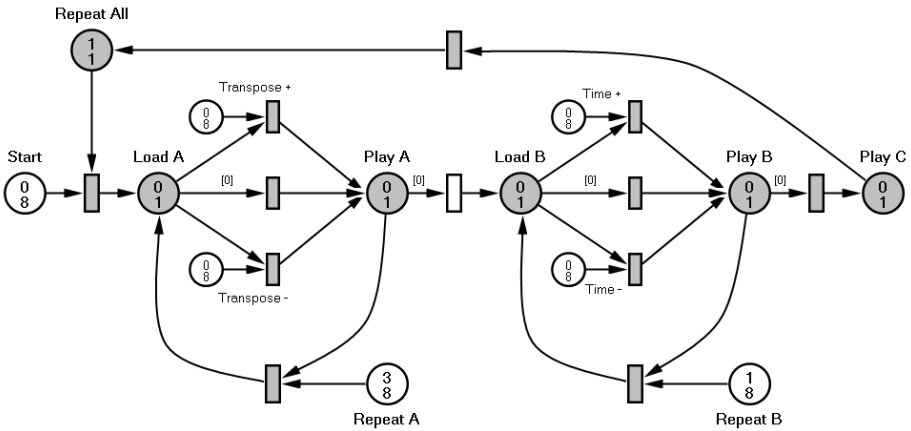 Repeat All
1
1
Transpose +
0
8
Time +
0
8
Start
0
8
Load A
0
1
[0]
Play A
0
1
[0]
Load B
0
1
[0]
Play B
0
1
[0]
Play C
0
1
0
8
Transpose -
0
8
Time -
3
8
Repeat A
1
8
Repeat B